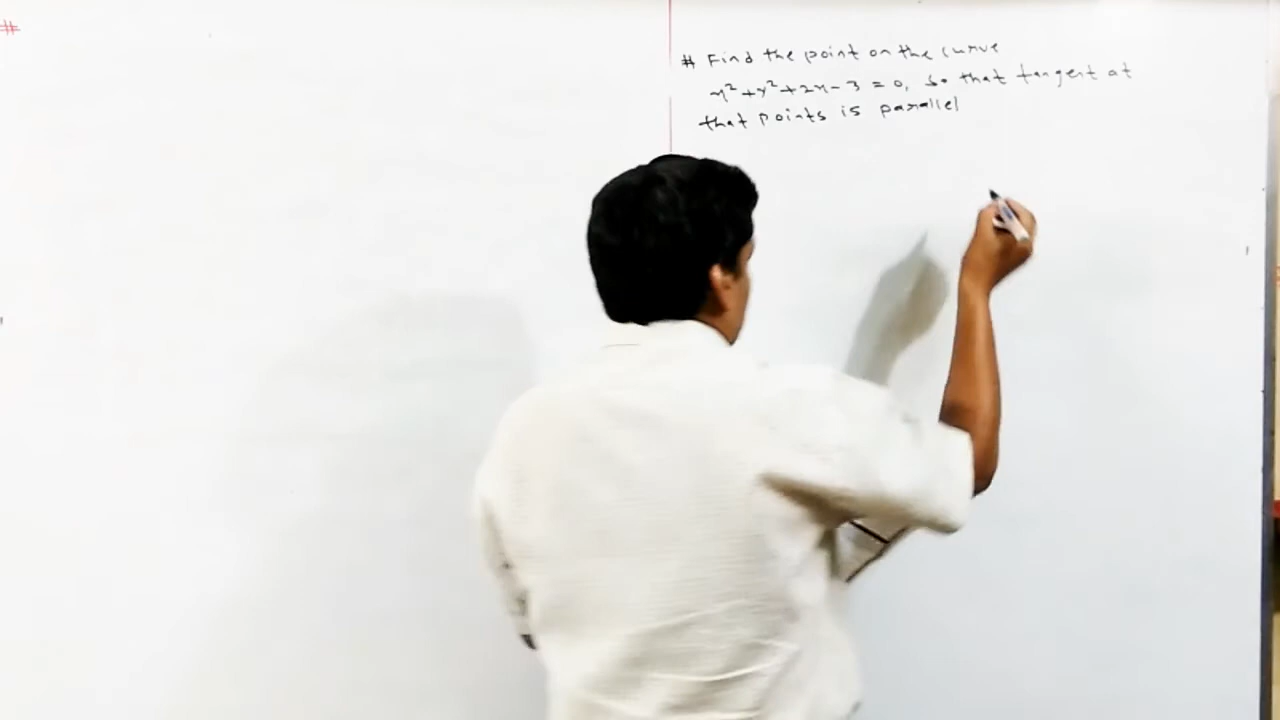 #
# Find the point on the curve
x²+y²+2x-3=0, so that tangent at
that points is parallel